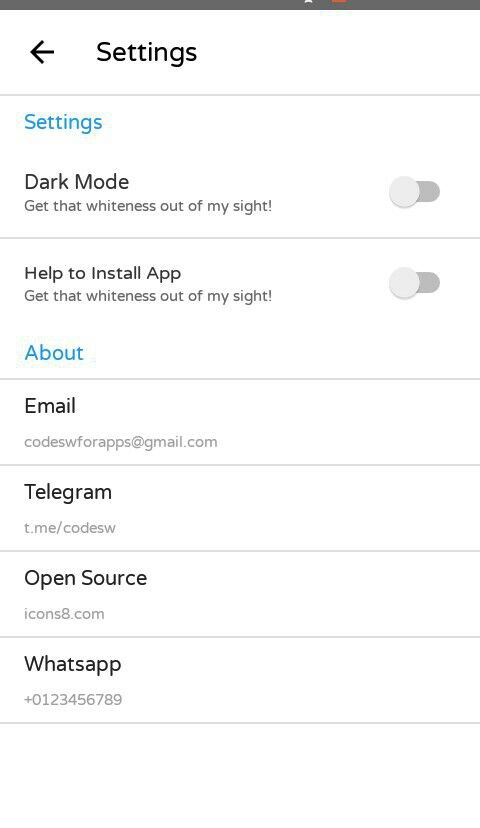 Settings
Settings
Dark Mode
Get that whiteness out of my sight!
Help to Install App
Get that whiteness out of my sight!
About
Email
codeswforapps@gmail.com
Telegram
t.me/codesw
Open Source
icons8.com
Whatsapp
+0123456789